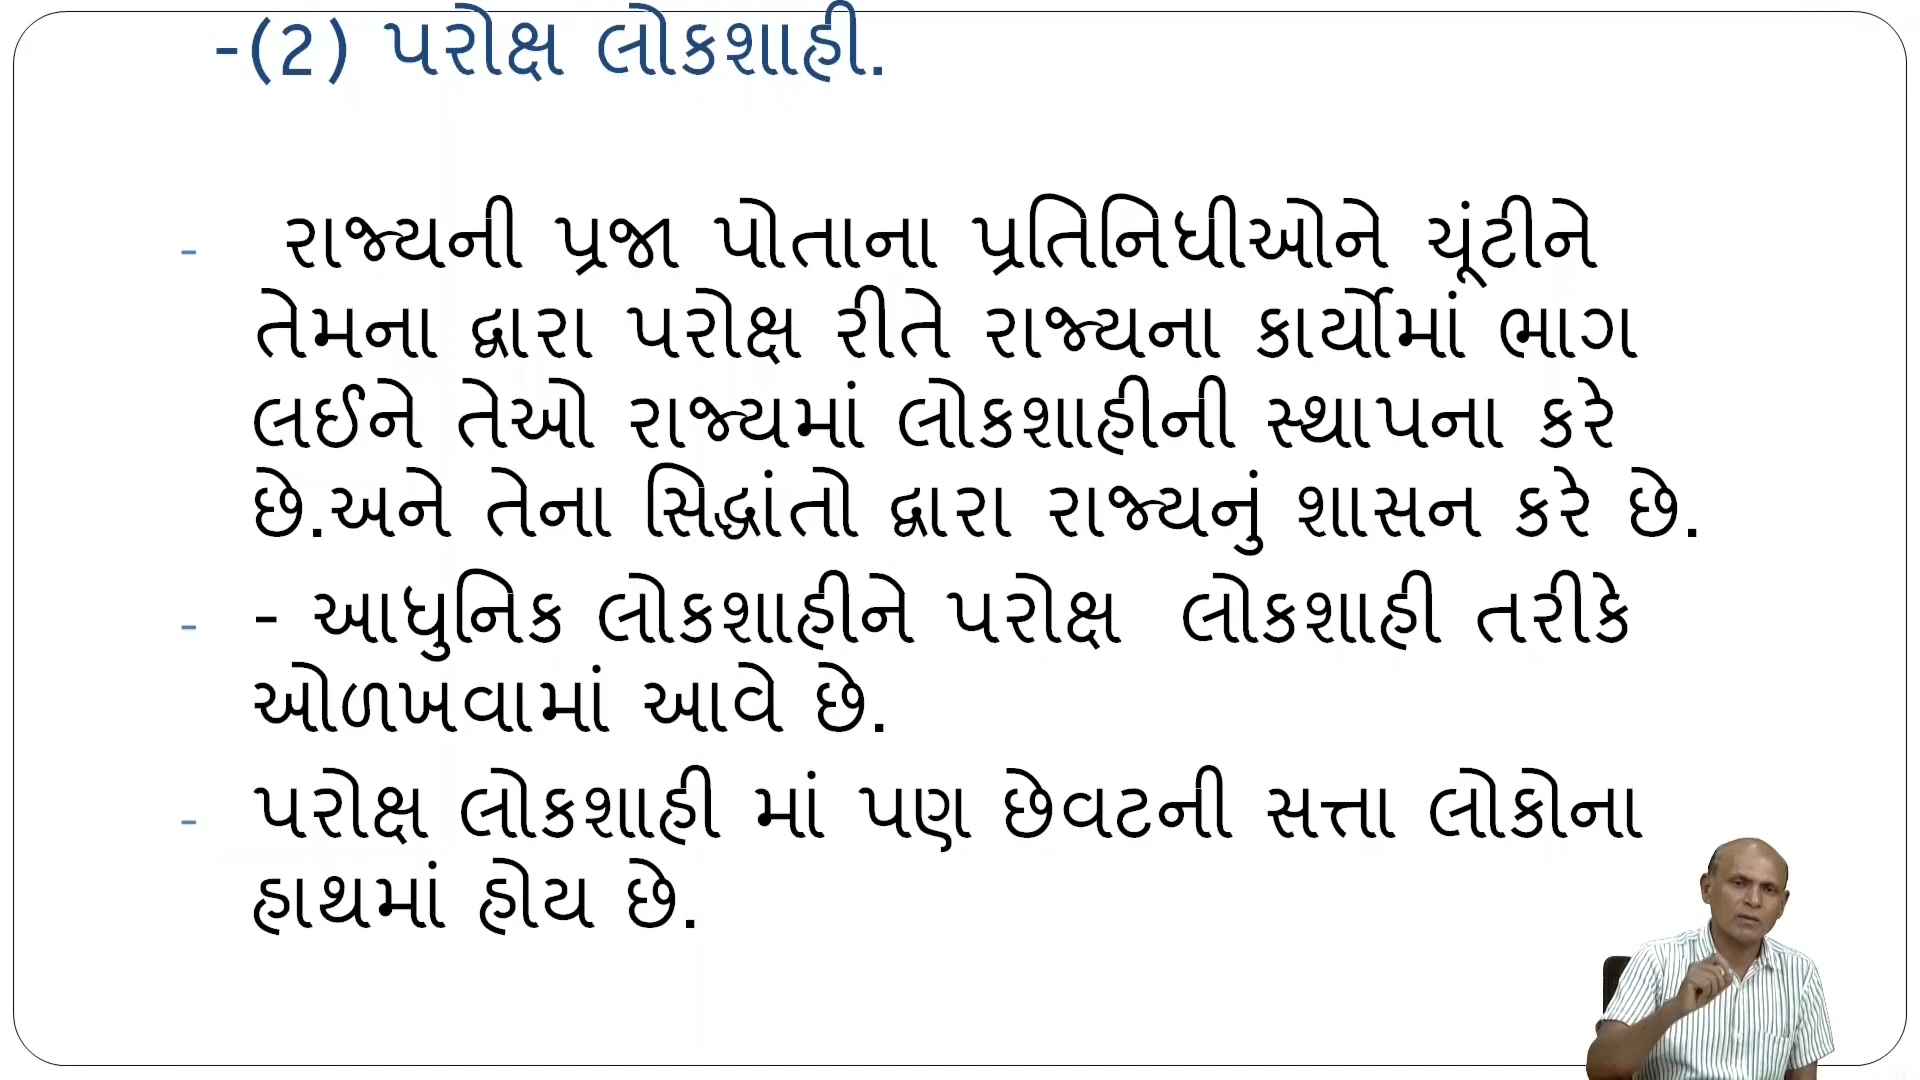 -(2) પરોક્ષ લોકશાહી.
- રાજ્યની પ્રજા પોતાના પ્રતિનિધીઓને ચૂંટીને
તેમના દ્વારા પરોક્ષ રીતે રાજ્યના કાર્યોમાં ભાગ
લઈને તેઓ રાજ્યમાં લોકશાહીની સ્થાપના કરે
છે.અને તેના સિદ્ધાંતો દ્વારા રાજ્યનું શાસન કરે છે.
- - આધુનિક લોકશાહીને પરોક્ષ લોકશાહી તરીકે
ઓળખવામાં આવે છે.
- પરોક્ષ લોકશાહી માં પણ છેવટની સત્તા લોકોના
હાથમાં હોય છે.